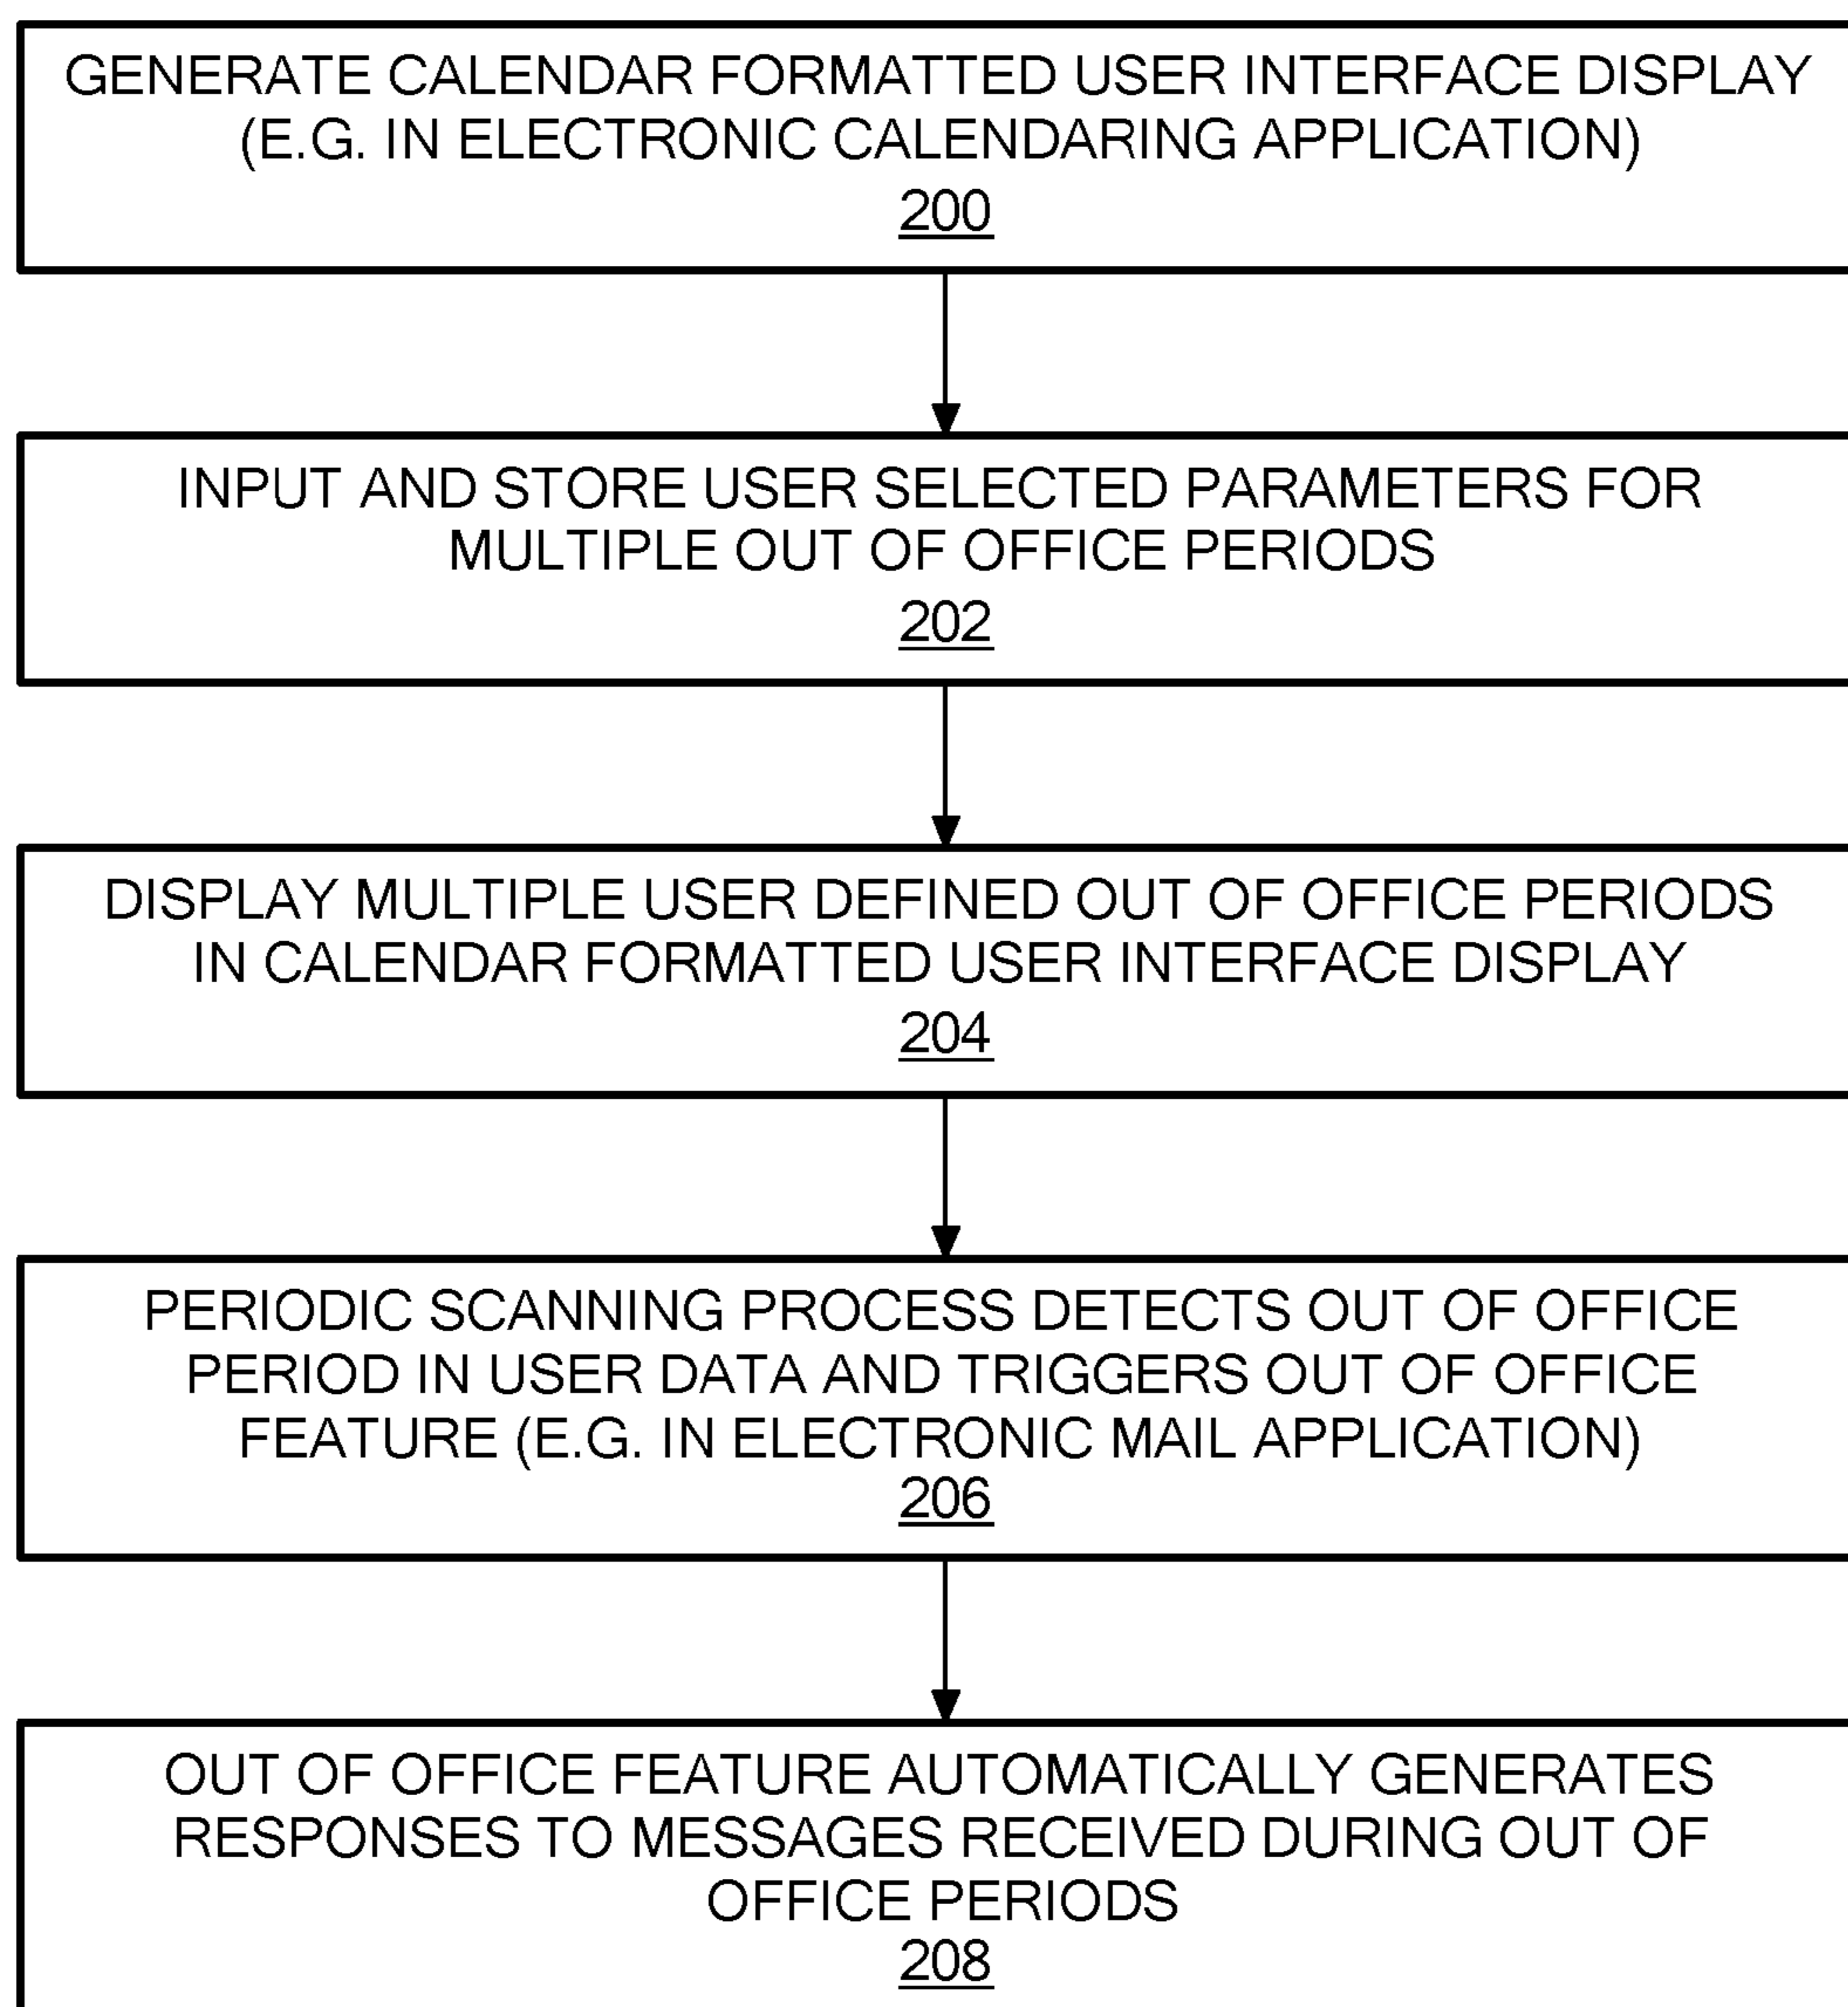 GENERATE CALENDAR FORMATTED USER INTERFACE DISPLAY
(E.G. IN ELECTRONIC CALENDARING APPLICATION)
200
INPUT AND STORE USER SELECTED PARAMETERS FOR
MULTIPLE OUT OF OFFICE PERIODS
202
DISPLAY MULTIPLE USER DEFINED OUT OF OFFICE PERIODS
IN CALENDAR FORMATTED USER INTERFACE DISPLAY
204
PERIODIC SCANNING PROCESS DETECTS OUT OF OFFICE
PERIOD IN USER DATA AND TRIGGERS OUT OF OFFICE
FEATURE (E.G. IN ELECTRONIC MAIL APPLICATION)
206
OUT OF OFFICE FEATURE AUTOMATICALLY GENERATES
RESPONSES TO MESSAGES RECEIVED DURING OUT OF
OFFICE PERIODS
208